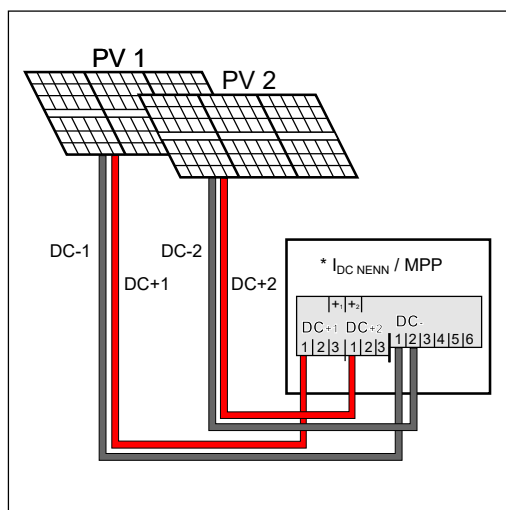 PV 1
PV 2
DC-1
DC-2
DC+1
DC+2
* I DC NENN / MPP
+1 +2
DC+1 DC+2 DC-
1 2 3 1 2 3 1 2 3 4 5 6